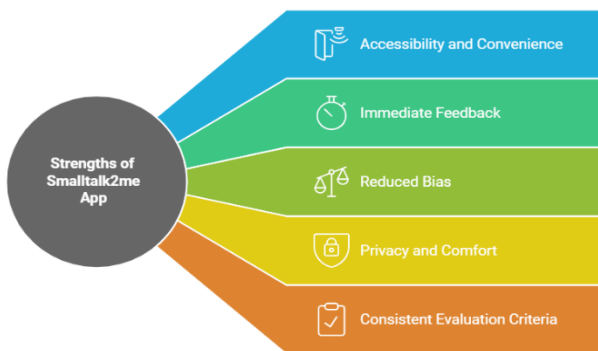 Strengths of
Smalltalk2me
App
Accessibility and Convenience
Immediate Feedback
Reduced Bias
Privacy and Comfort
Consistent Evaluation Criteria